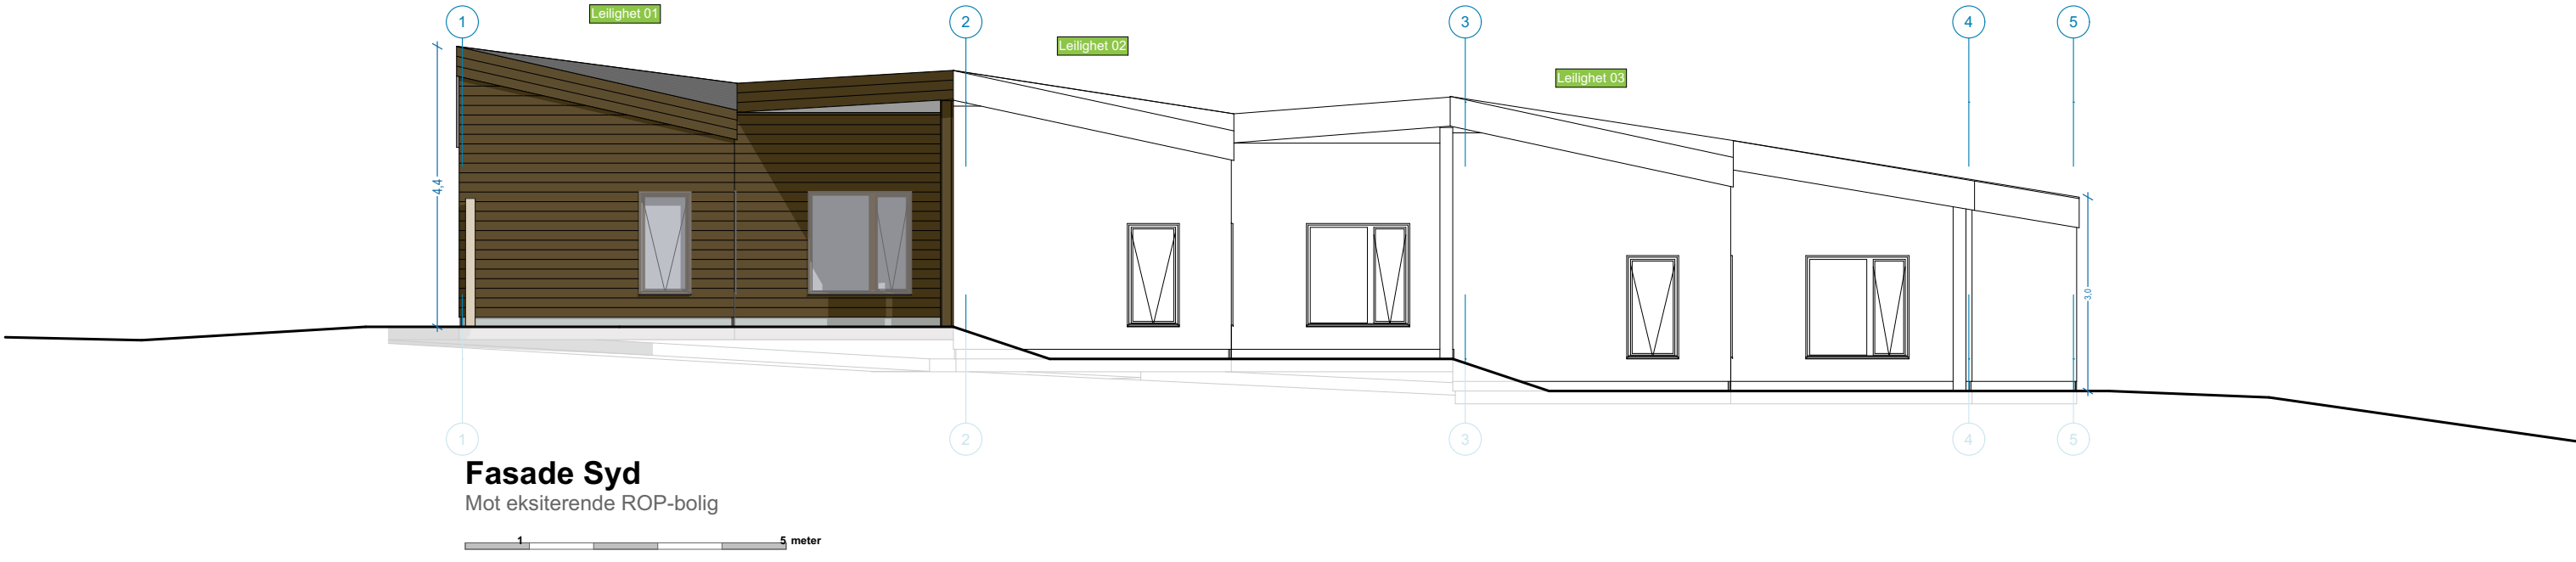 Leilighet 01
1
2
3
4
5
Leilighet 02
Leilighet 03
4,4
3,0
1
2
3
4
5
Fasade Syd
Mot eksiterende ROP-bolig
1
5 meter